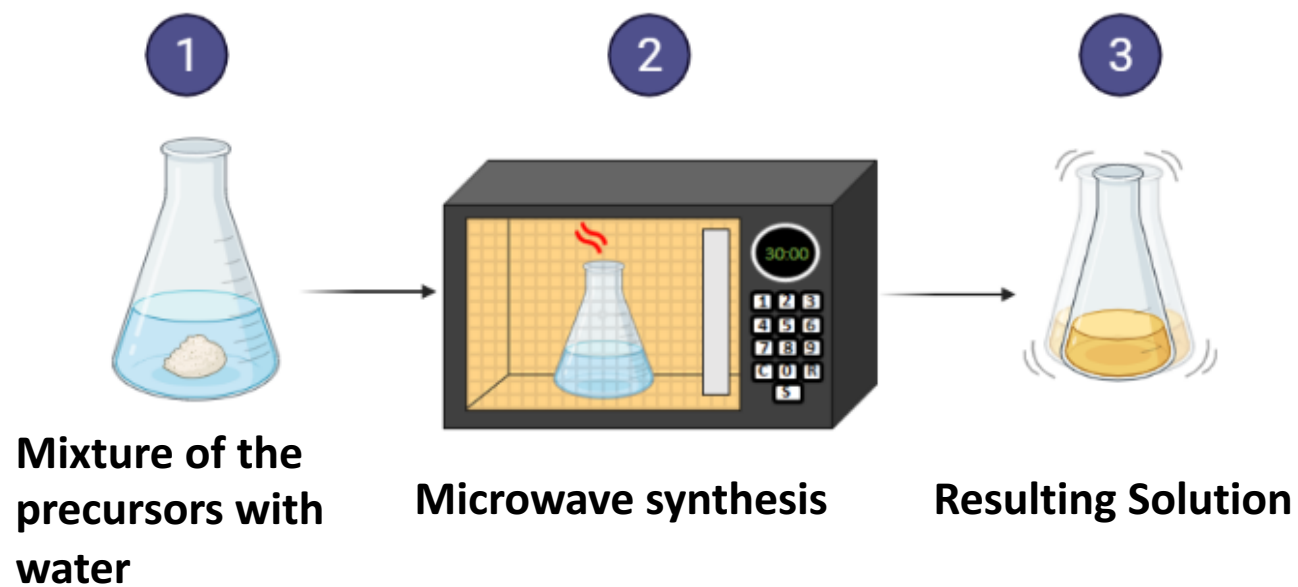 1
2
3
30:00
1 2 3
4 5 6
7 8 9
C 0 R
S
Mixture of the
precursors with
water
Microwave synthesis
Resulting Solution